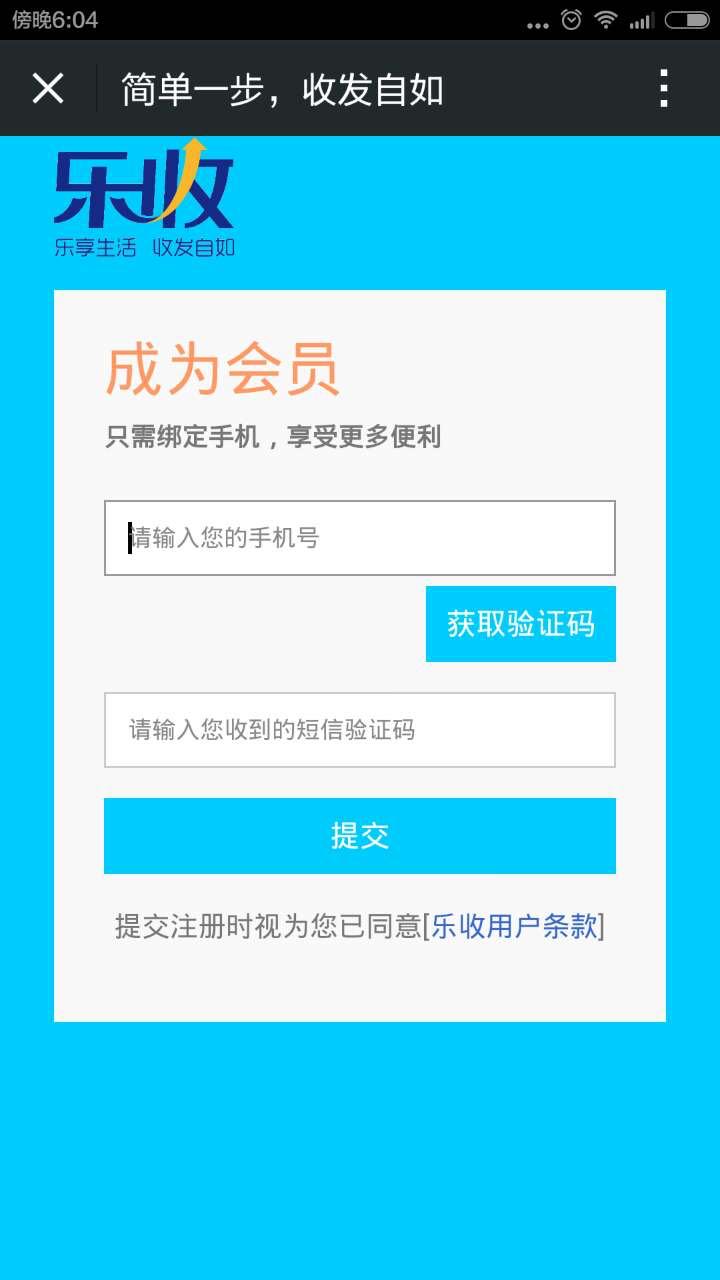 傍晚6:04
简单一步，收发自如
乐收
乐享生活 收发自如
成为会员
只需绑定手机，享受更多便利
请输入您的手机号
获取验证码
请输入您收到的短信验证码
提交
提交注册时视为您已同意[乐收用户条款]